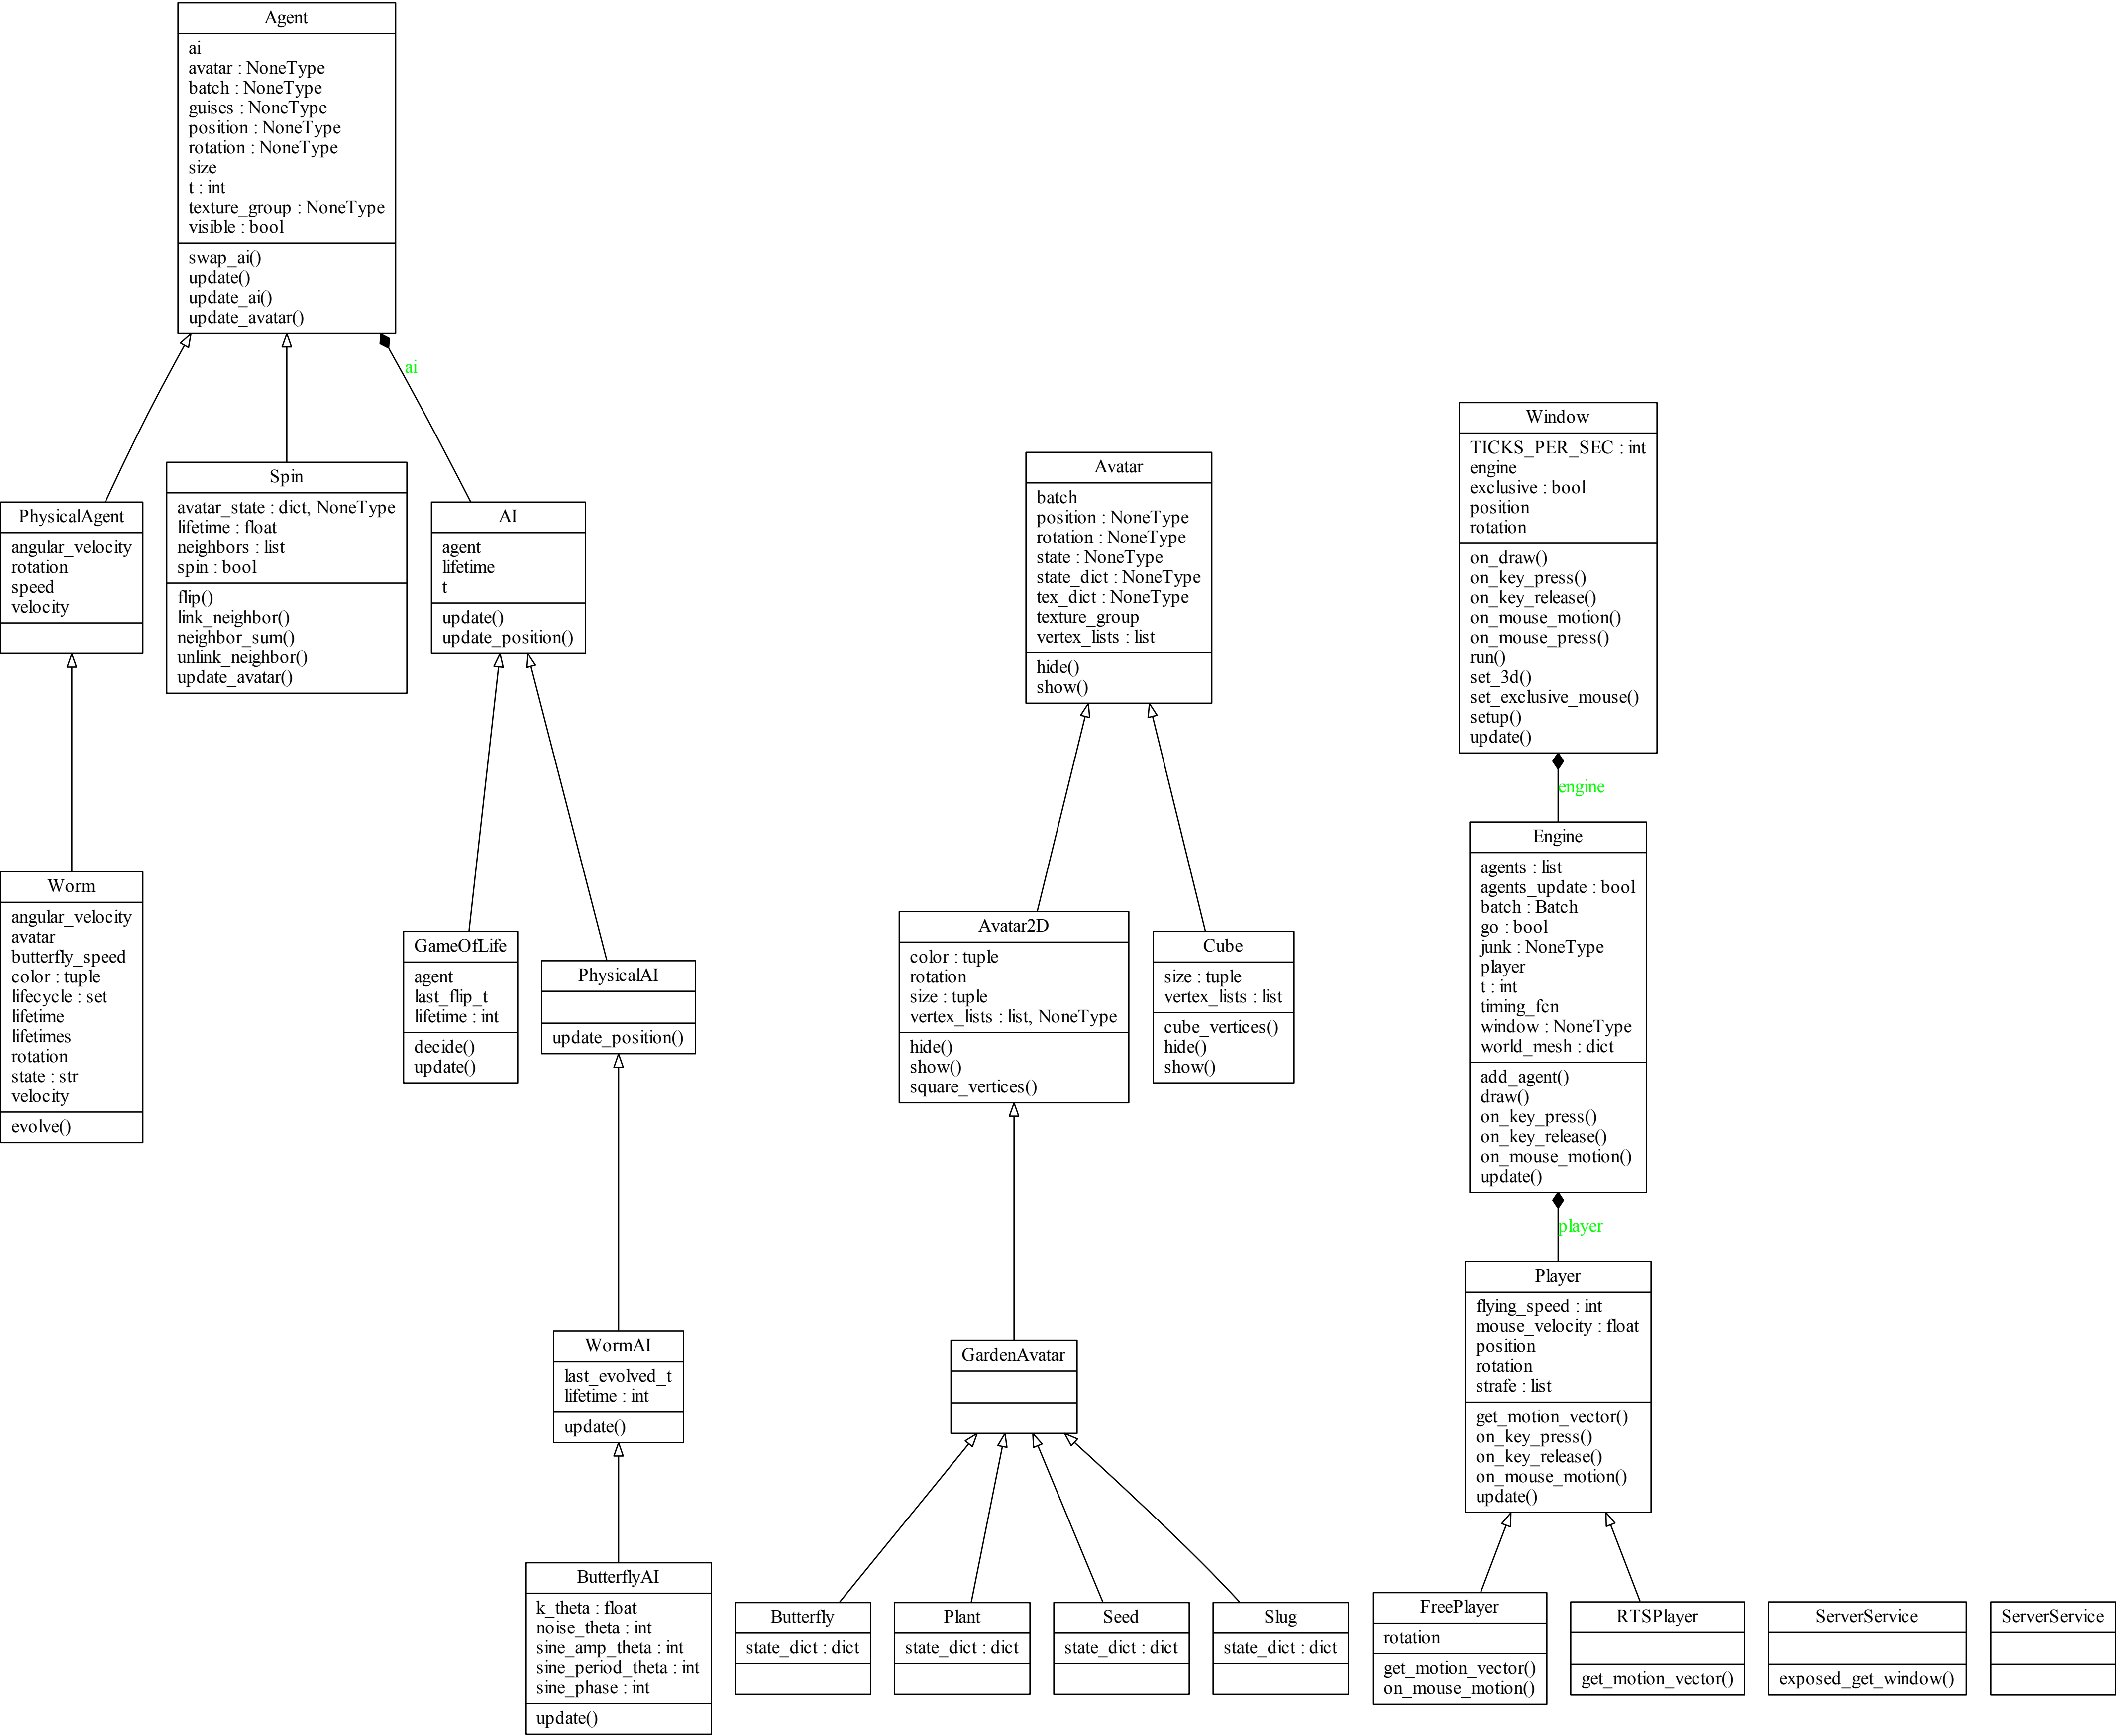 Agent
ai
avatar : NoneType
batch : NoneType
guises : NoneType
position : NoneType
rotation : NoneType
size
t : int
texture_group : NoneType
visible : bool
swap_ai()
update()
update_ai()
update_avatar()
ai
PhysicalAgent
angular_velocity
rotation
speed
velocity
Spin
avatar_state : dict, NoneType
lifetime : float
neighbors : list
spin : bool
flip()
link_neighbor()
neighbor_sum()
unlink_neighbor()
update_avatar()
AI
agent
lifetime
t
update()
update_position()
Avatar
batch
position : NoneType
rotation : NoneType
state : NoneType
state_dict : NoneType
tex_dict : NoneType
texture_group
vertex_lists : list
hide()
show()
Window
TICKS_PER_SEC : int
engine
exclusive : bool
position
rotation
on_draw()
on_key_press()
on_key_release()
on_mouse_motion()
on_mouse_press()
run()
set_3d()
set_exclusive_mouse()
setup()
update()
engine
Worm
angular_velocity
avatar
butterfly_speed
color : tuple
lifecycle : set
lifetime
lifetimes
rotation
state : str
velocity
evolve()
GameOfLife
agent
last_flip_t
lifetime : int
decide()
update()
PhysicalAI
update_position()
Avatar2D
color : tuple
rotation
size : tuple
vertex_lists : list, NoneType
hide()
show()
square_vertices()
Cube
size : tuple
vertex_lists : list
cube_vertices()
hide()
show()
Engine
agents : list
agents_update : bool
batch : Batch
go : bool
junk : NoneType
player
t : int
timing_fcn
window : NoneType
world_mesh : dict
add_agent()
draw()
on_key_press()
on_key_release()
on_mouse_motion()
update()
player
WormAI
last_evolved_t
lifetime : int
update()
GardenAvatar
Player
flying_speed : int
mouse_velocity : float
position
rotation
strafe : list
get_motion_vector()
on_key_press()
on_key_release()
on_mouse_motion()
update()
ButterflyAI
k_theta : float
noise_theta : int
sine_amp_theta : int
sine_period_theta : int
sine_phase : int
update()
Butterfly
state_dict : dict
Plant
state_dict : dict
Seed
state_dict : dict
Slug
state_dict : dict
FreePlayer
rotation
get_motion_vector()
on_mouse_motion()
RTSPlayer
get_motion_vector()
ServerService
exposed_get_window()
ServerService